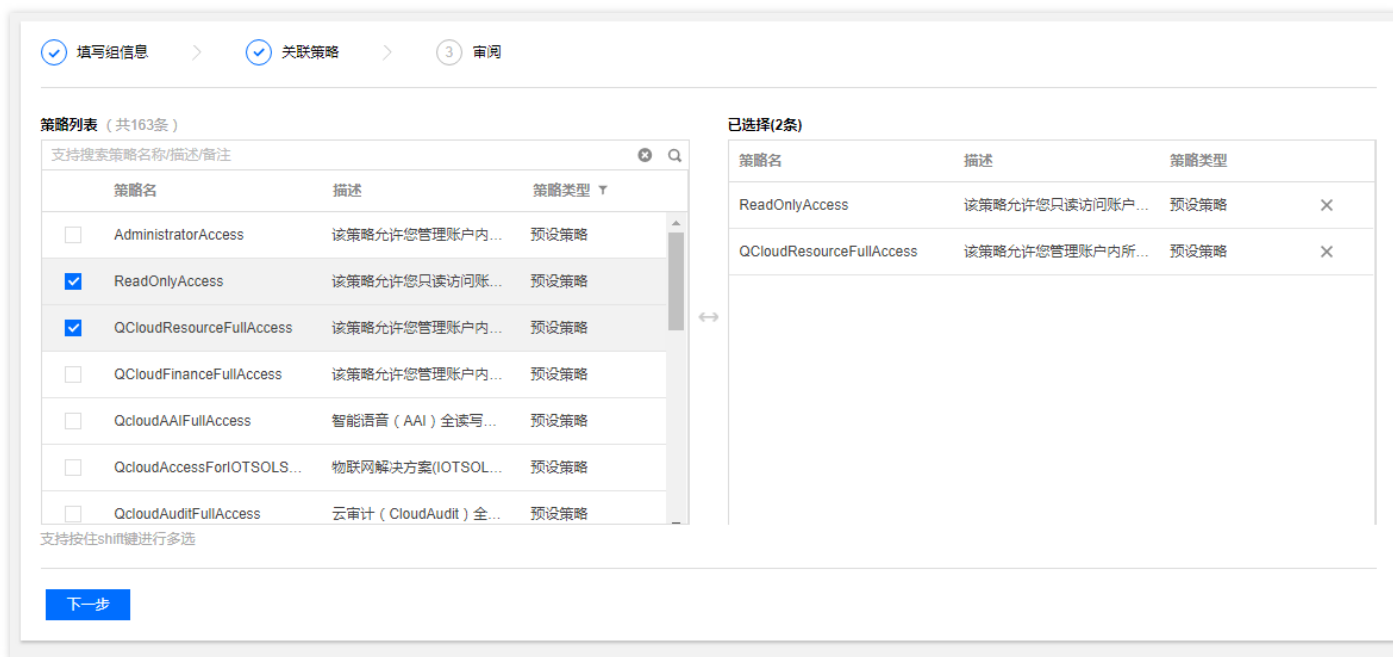 填写组信息 关联策略 3 审阅
策略列表 ( 共163条 )
支持搜索策略名称/描述/备注
策略名 描述 策略类型
AdministratorAccess 该策略允许您管理账户内... 预设策略
ReadOnlyAccess 该策略允许您只读访问账... 预设策略
QCloudResourceFullAccess 该策略允许您管理账户内... 预设策略
QCloudFinanceFullAccess 该策略允许您管理账户内... 预设策略
QcloudAAIFullAccess 智能语音（AAI）全读写... 预设策略
QcloudAccessForIOTSOLS... 物联网解决方案(IOTSOL... 预设策略
QcloudAuditFullAccess 云审计（CloudAudit）全... 预设策略
支持按住shift键进行多选
已选择(2条)
策略名 描述 策略类型
ReadOnlyAccess 该策略允许您只读访问账户... 预设策略
QCloudResourceFullAccess 该策略允许您管理账户内所... 预设策略
下一步